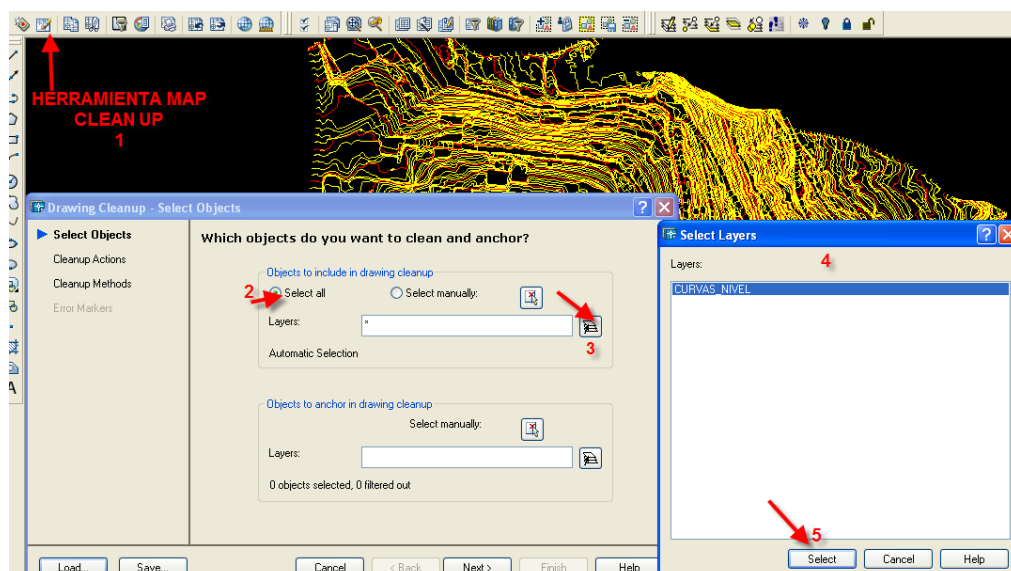 HERRAMIENTA MAP
CLEAN UP
1
Drawing Cleanup - Select Objects
Select Objects
Cleanup Actions
Cleanup Methods
Error Markers
Which objects do you want to clean and anchor?
Objects to include in drawing cleanup
2
Select all
Select manually:
Layers:
*
3
Automatic Selection
Objects to anchor in drawing cleanup
Select manually:
Layers:
0 objects selected, 0 filtered out
Load...
Save...
Cancel
< Back
Next >
Finish
Help
Select Layers
Layers:
4
CURVAS_NIVEL
5
Select
Cancel
Help